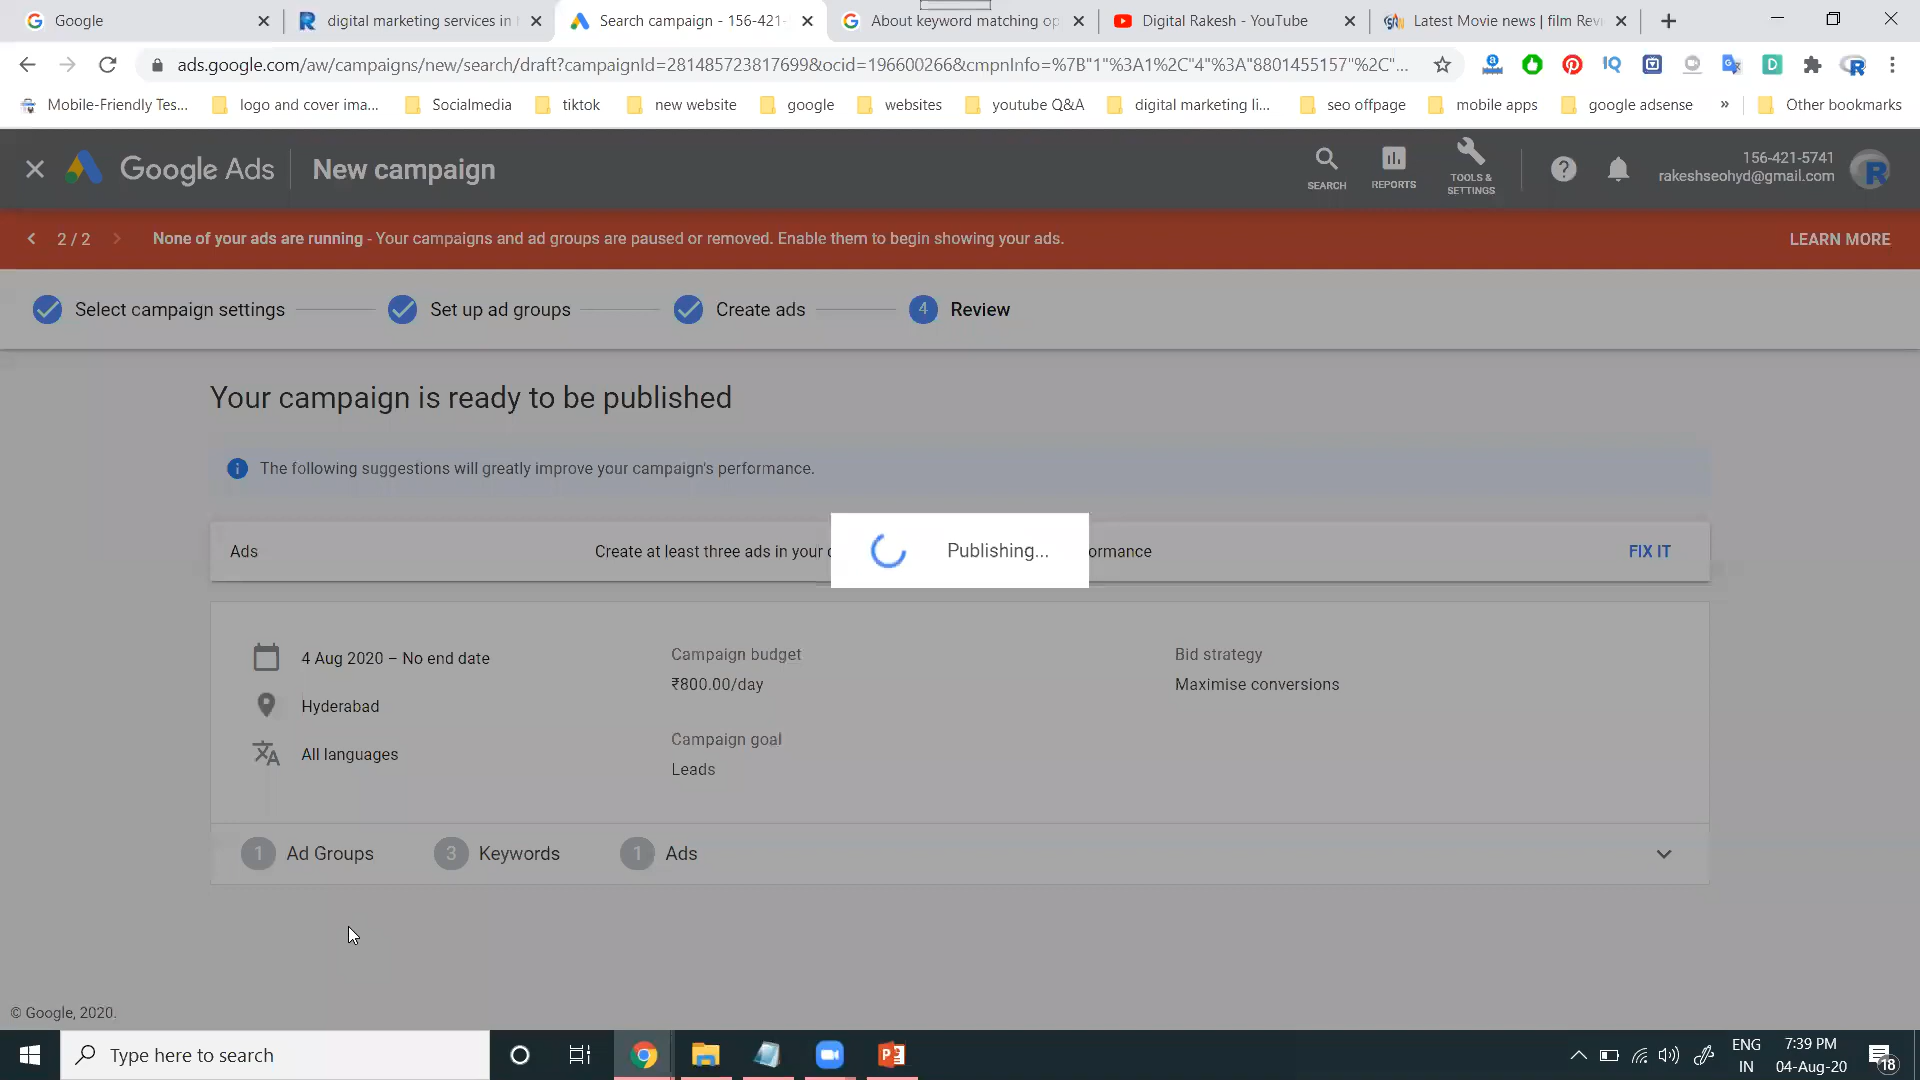 Google
digital marketing services in
Search campaign - 156-421-
About keyword matching op
Digital Rakesh - YouTube
Latest Movie news | film Rev
ads.google.com/aw/campaigns/new/search/draft?campaignId=281485723817699&ocid=196600266&cmpnInfo=%7B"1"%3A1%2C"4"%3A"8801455157"%2C"...
Mobile-Friendly Tes...
logo and cover ima...
Socialmedia
tiktok
new website
google
websites
youtube Q&A
digital marketing li...
seo offpage
mobile apps
google adsense
»
Other bookmarks
Google Ads
New campaign
SEARCH
REPORTS
TOOLS &
SETTINGS
156-421-5741
rakeshseohyd@gmail.com
2 / 2
None of your ads are running - Your campaigns and ad groups are paused or removed. Enable them to begin showing your ads.
LEARN MORE
Select campaign settings
Set up ad groups
Create ads
4 Review
Your campaign is ready to be published
The following suggestions will greatly improve your campaign's performance.
Ads
Create at least three ads in your
ormance
FIX IT
Publishing...
4 Aug 2020 – No end date
Hyderabad
All languages
Campaign budget
₹800.00/day
Campaign goal
Leads
Bid strategy
Maximise conversions
1 Ad Groups
3 Keywords
1 Ads
© Google, 2020.
Type here to search
ENG
IN
7:39 PM
04-Aug-20
18